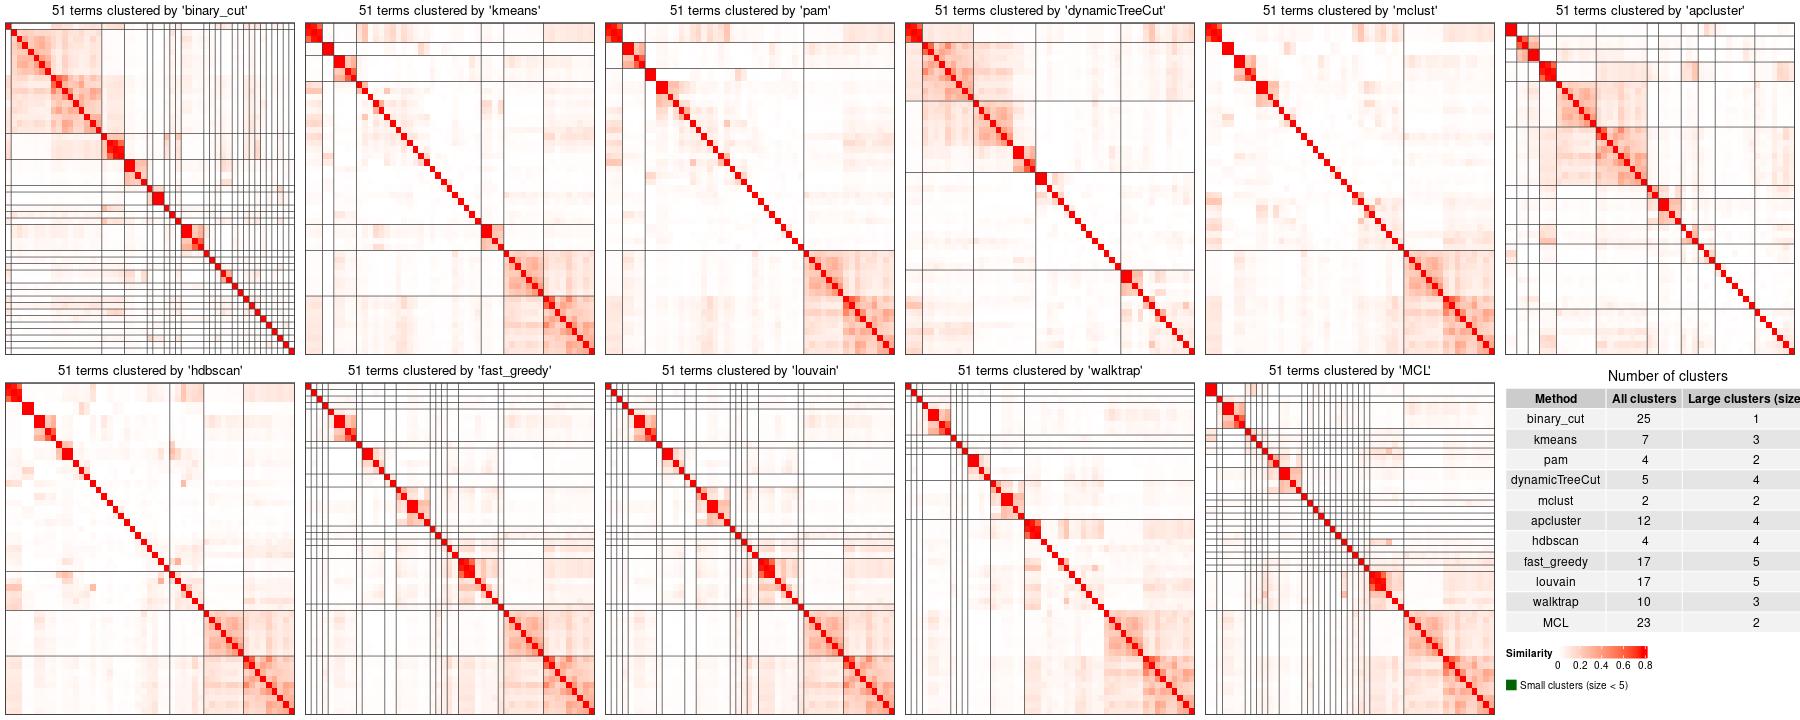 51 terms clustered by 'binary_cut'
51 terms clustered by 'kmeans'
51 terms clustered by 'pam'
51 terms clustered by 'dynamicTreeCut'
51 terms clustered by 'mclust'
51 terms clustered by 'apcluster'
51 terms clustered by 'hdbscan'
51 terms clustered by 'fast_greedy'
51 terms clustered by 'louvain'
51 terms clustered by 'walktrap'
51 terms clustered by 'MCL'
Number of clusters
Method All clusters Large clusters (size
binary_cut 25 1
kmeans 7 3
pam 4 2
dynamicTreeCut 5 4
mclust 2 2
apcluster 12 4
hdbscan 4 4
fast_greedy 17 5
louvain 17 5
walktrap 10 3
MCL 23 2
Similarity
0 0.2 0.4 0.6 0.8
Small clusters (size < 5)